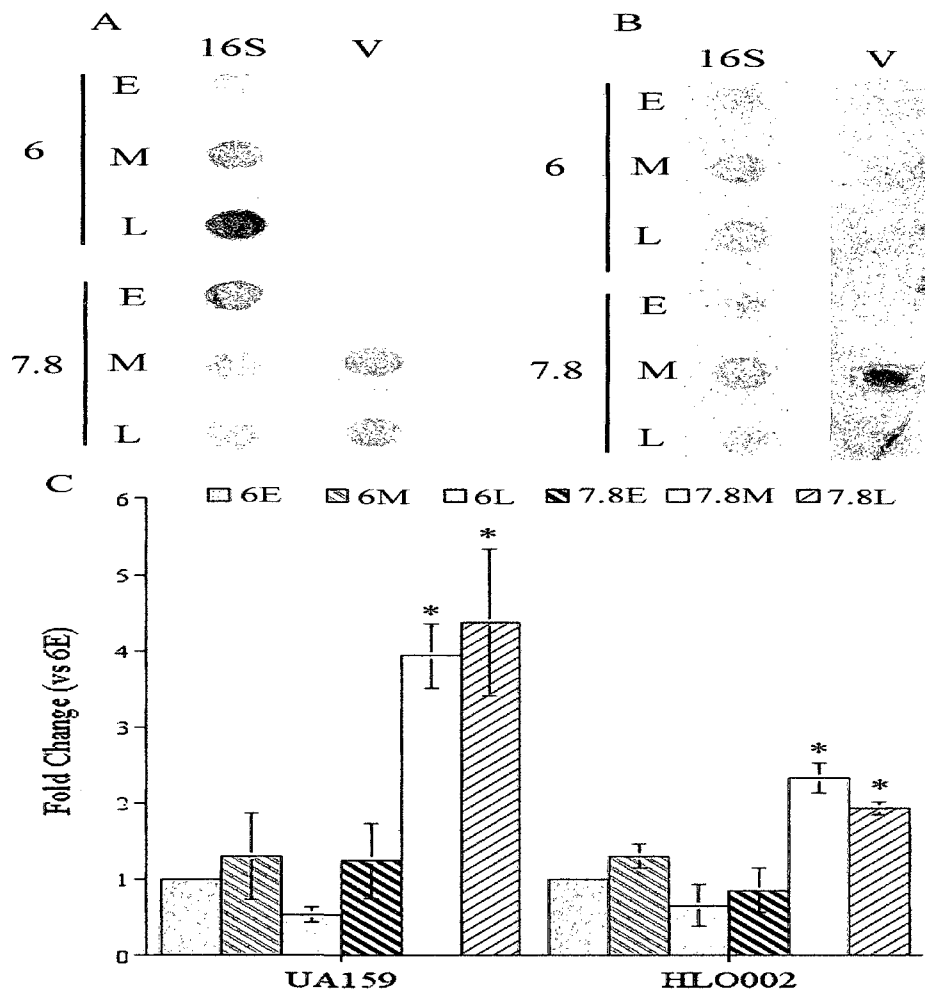 A
16S V
6
E
M
L
7.8
E
M
L
B
16S V
6
E
M
L
7.8
E
M
L
C
6E 6M 6L 7.8E 7.8M 7.8L
Fold Change (vs 6E)
6
5
4
3
2
1
0
* * * *
UA159 HLO002